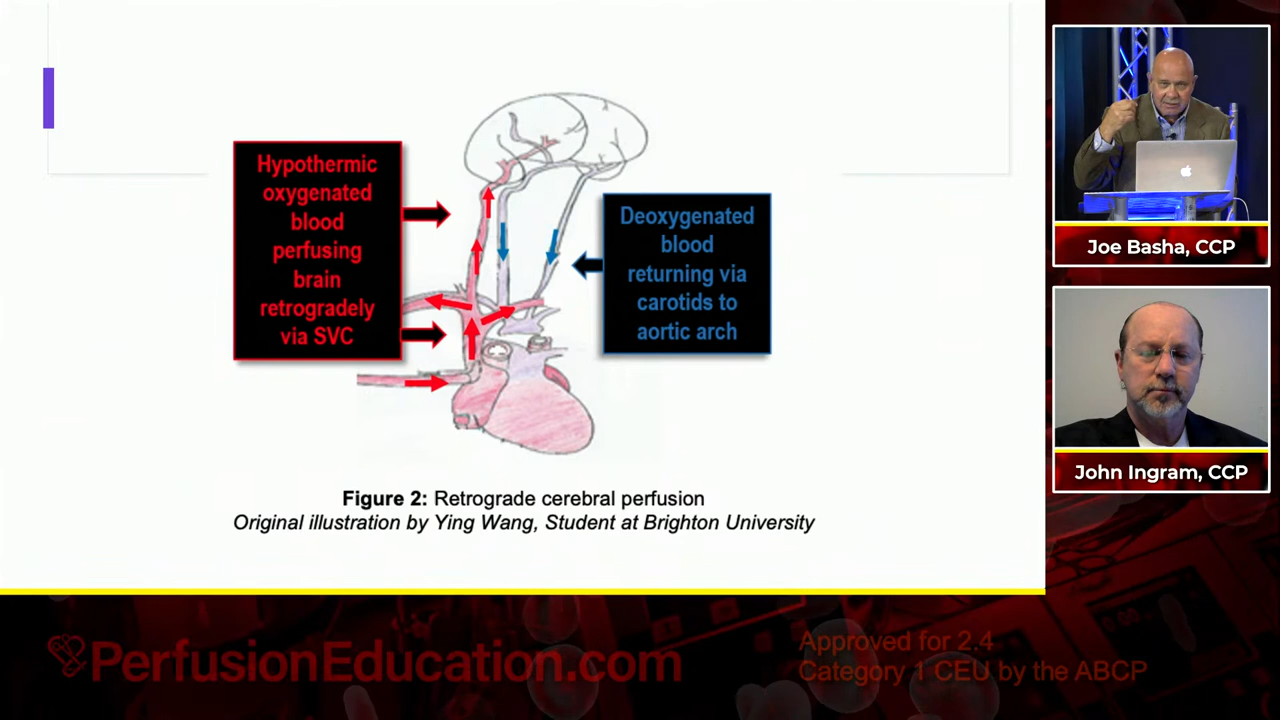 Hypothermic
oxygenated
blood
perfusing
brain
retrogradely
via SVC
Deoxygenated
blood
returning via
carotids to
aortic arch
Figure 2: Retrograde cerebral perfusion
Original illustration by Ying Wang, Student at Brighton University
Joe Basha, CCP
John Ingram, CCP
PerfusionEducation.com
Approved for 2.4
Category 1 CEU by the ABCP